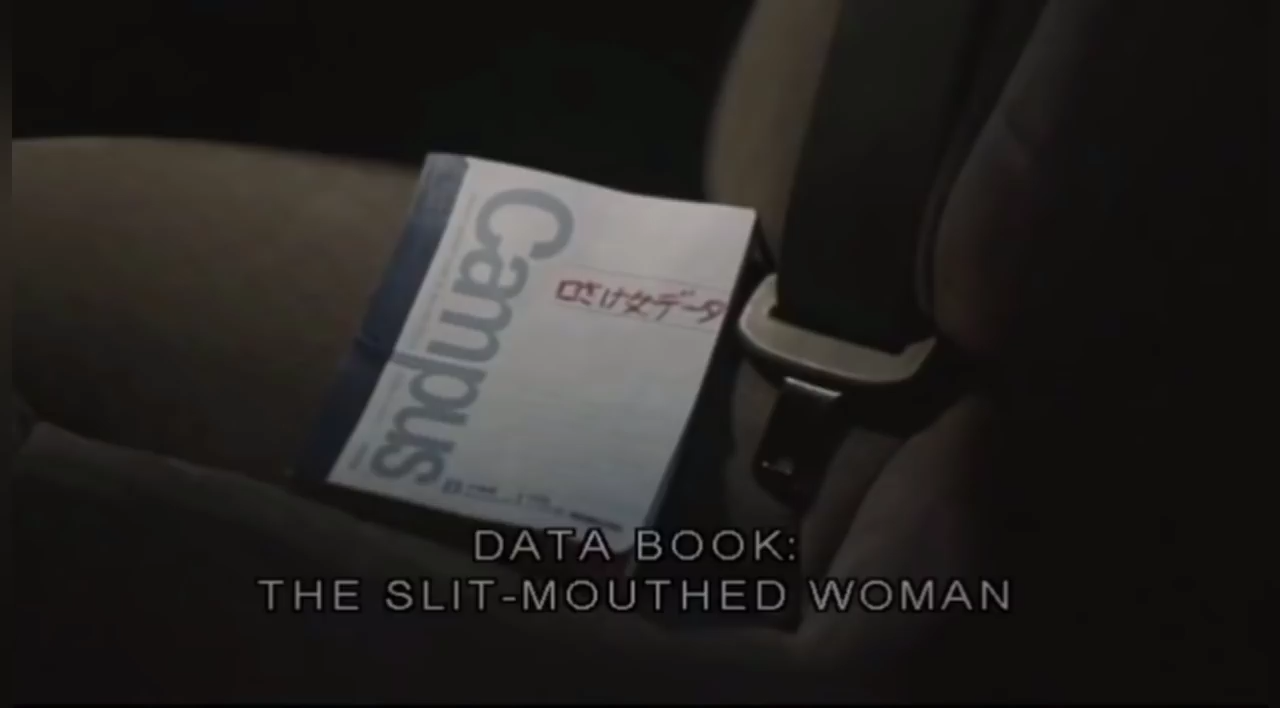 Campus
口さけ女データ
DATA BOOK:
THE SLIT-MOUTHED WOMAN